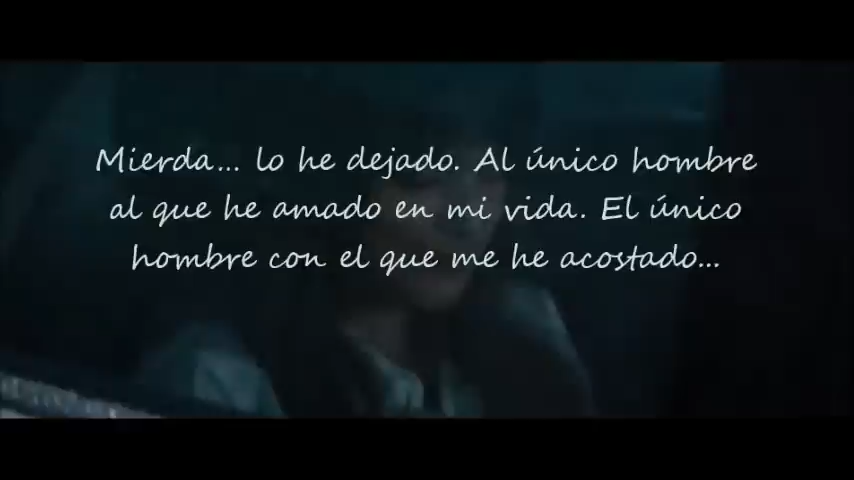 Mierda... lo he dejado. Al único hombre
al que he amado en mi vida. El único
hombre con el que me he acostado...